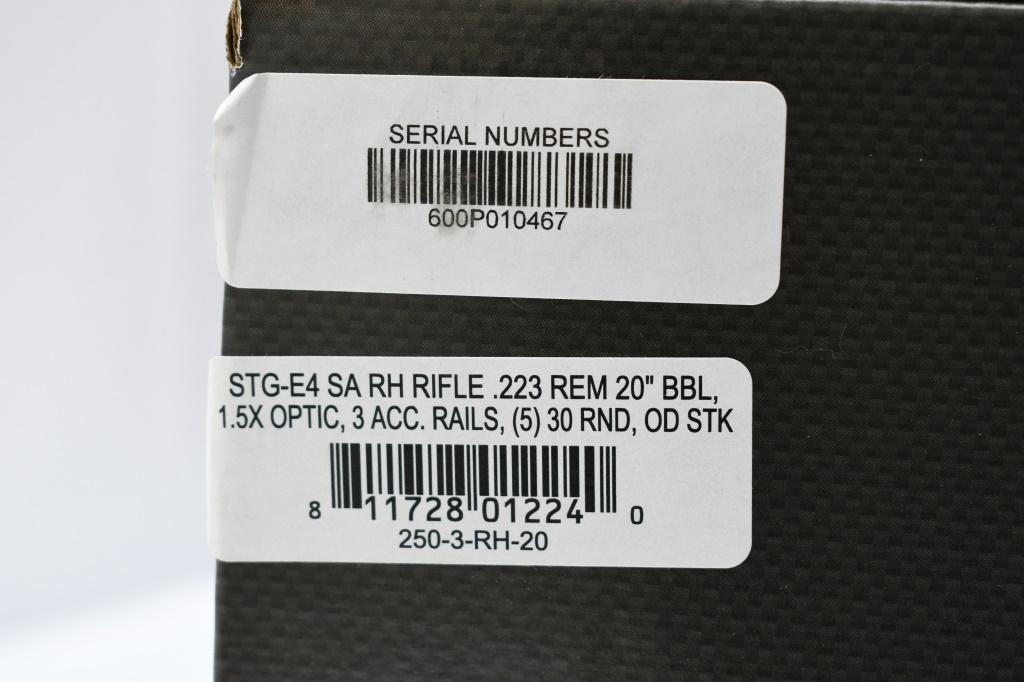 SERIAL NUMBERS
600P010467
STG-E4 SA RH RIFLE .223 REM 20" BBL,
1.5X OPTIC, 3 ACC. RAILS, (5) 30 RND, OD STK
8 11728 01224 0
250-3-RH-20